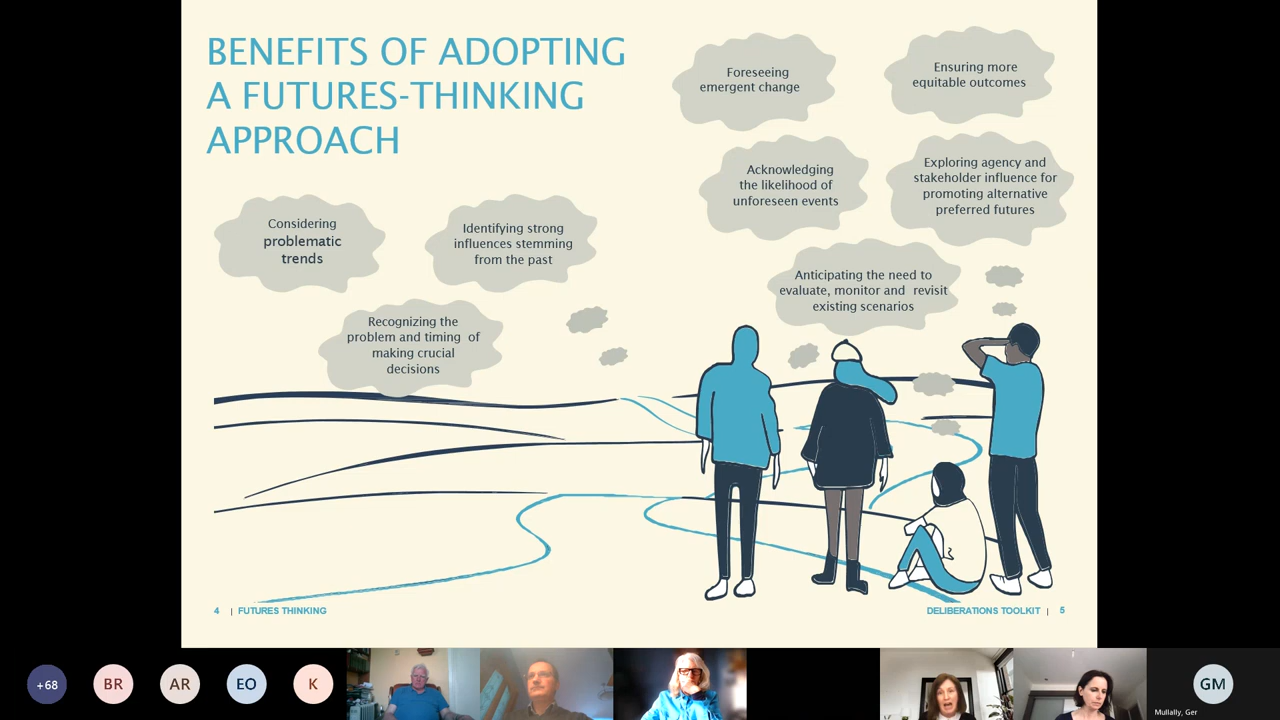 BENEFITS OF ADOPTING
A FUTURES-THINKING
APPROACH
Foreseeing
emergent change
Ensuring more
equitable outcomes
Acknowledging
the likelihood of
unforeseen events
Exploring agency and
stakeholder influence for
promoting alternative
preferred futures
Considering
problematic
trends
Identifying strong
influences stemming
from the past
Anticipating the need to
evaluate, monitor and revisit
existing scenarios
Recognizing the
problem and timing of
making crucial
decisions
4 | FUTURES THINKING
DELIBERATIONS TOOLKIT | 5
+68
BR
AR
EO
K
GM
Mullally, Ger